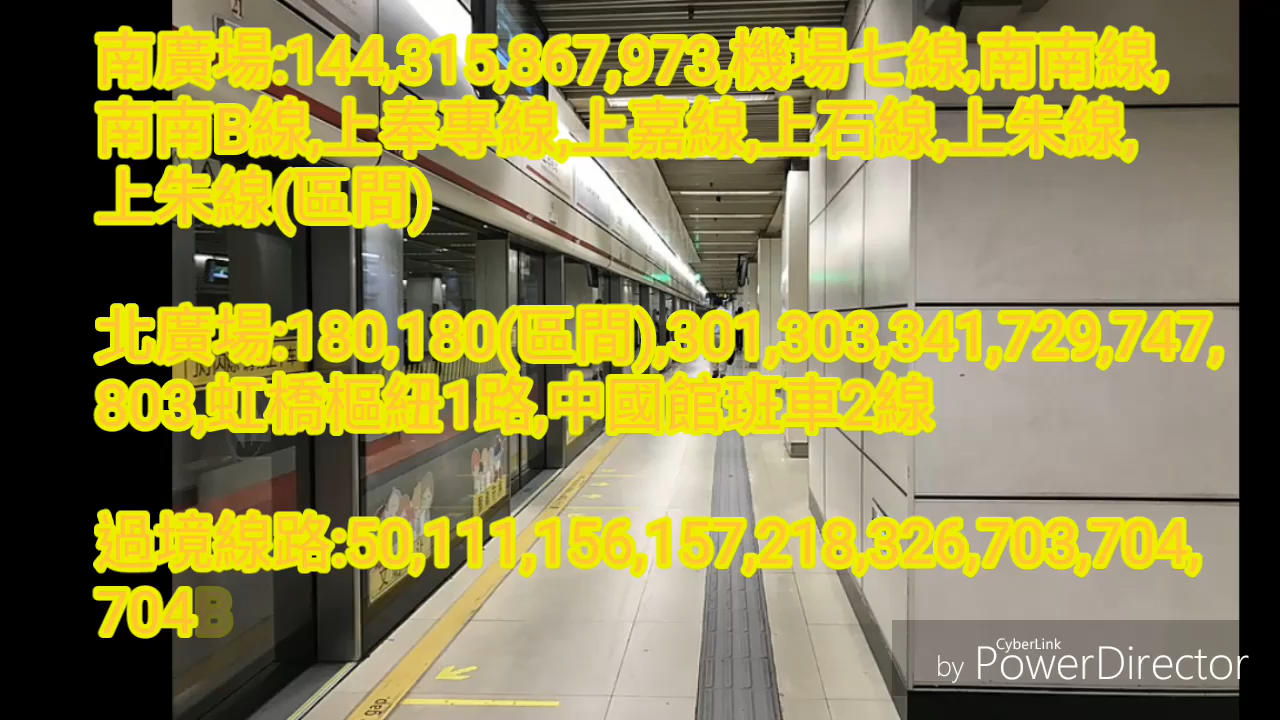 南廣場:144,315,867,973,機場七線,南南線,
南南B線,上奉專線,上嘉線,上石線,上朱線,
上朱線(區間)
北廣場:180,180(區間),301,303,341,729,747,
803,虹橋樞紐1路,中國館班車2線
過境線路:50,111,156,157,218,326,703,704,
704B
gap
CyberLink
by PowerDirector